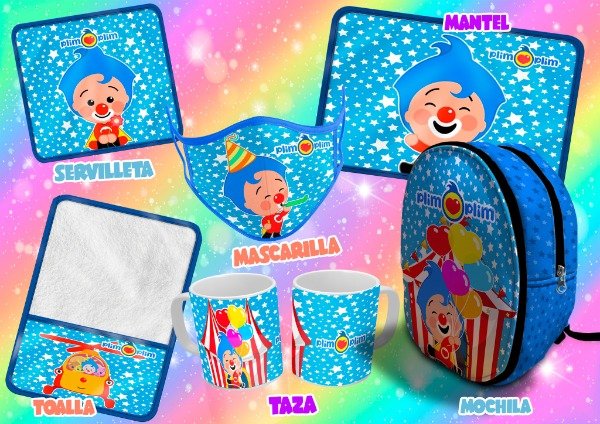 MANTEL
plim plim
plim plim
SERVILLETA
plim plim
MASCARILLA
plim plim
plim plim
TOALLA
plim plim
TAZA
MOCHILA